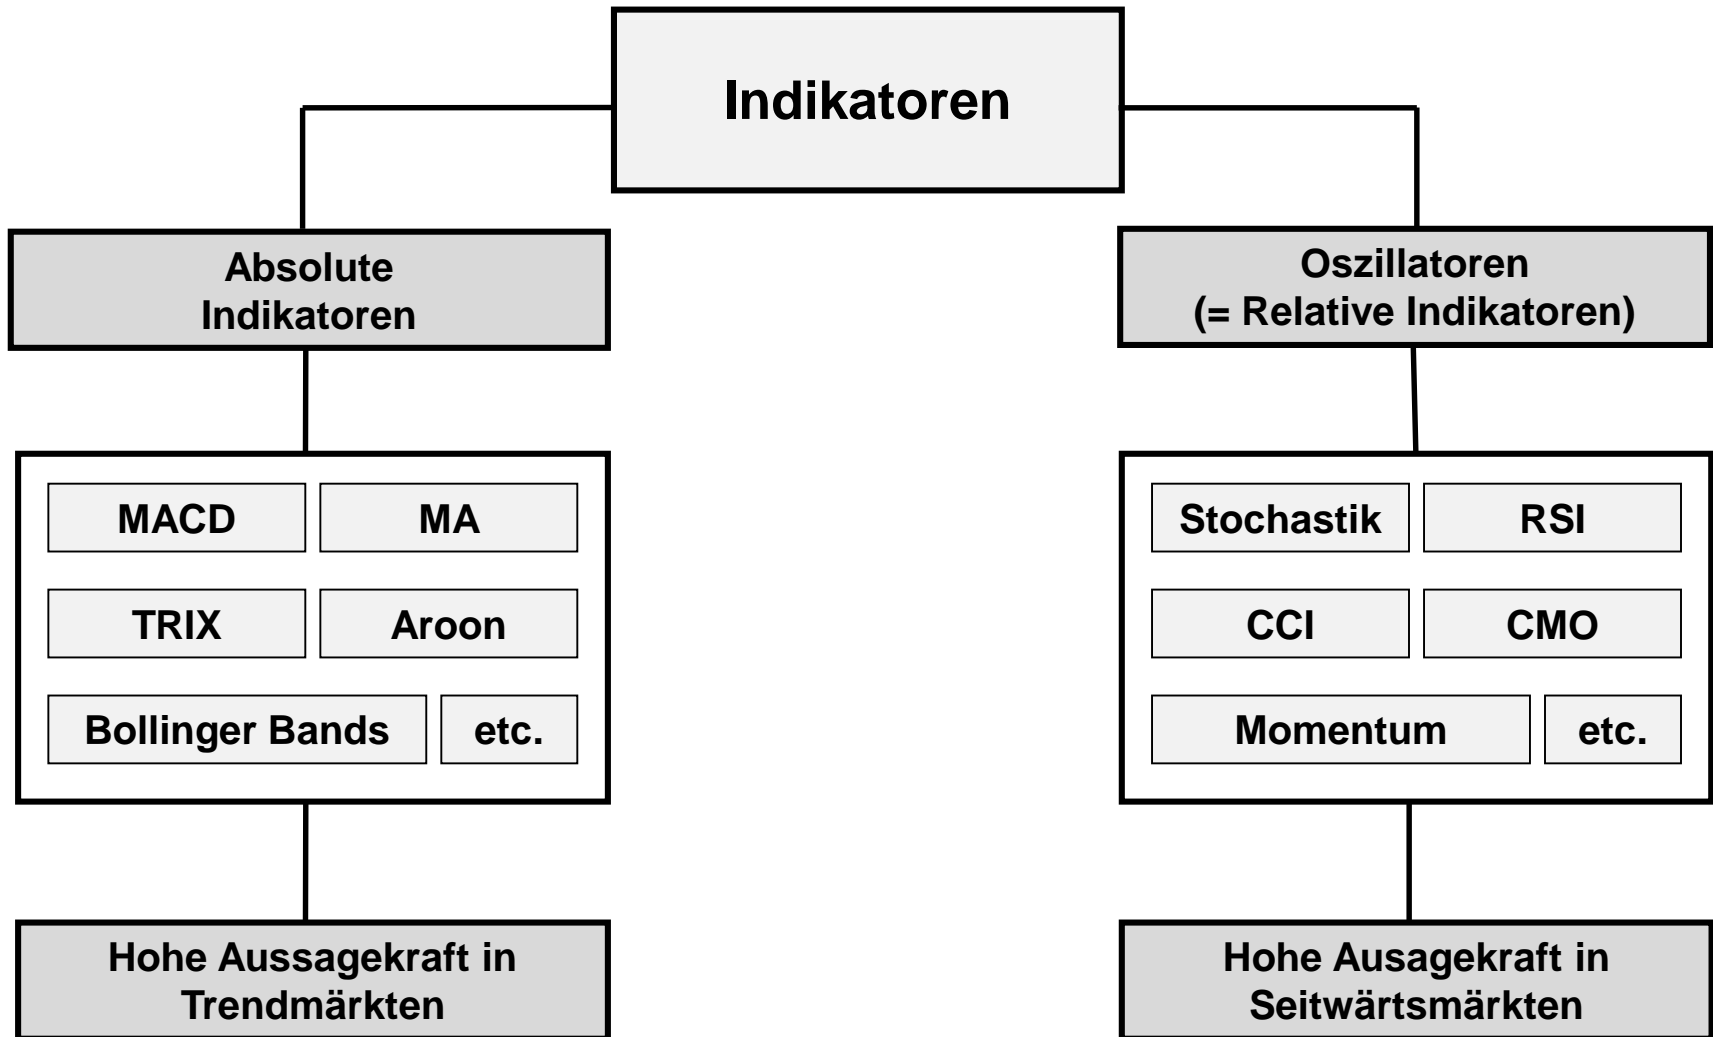 Indikatoren
Absolute
Indikatoren
Oszillatoren
(= Relative Indikatoren)
MACD
MA
TRIX
Aroon
Bollinger Bands
etc.
Stochastik
RSI
CCI
CMO
Momentum
etc.
Hohe Aussagekraft in
Trendmärkten
Hohe Ausagekraft in
Seitwärtsmärkten